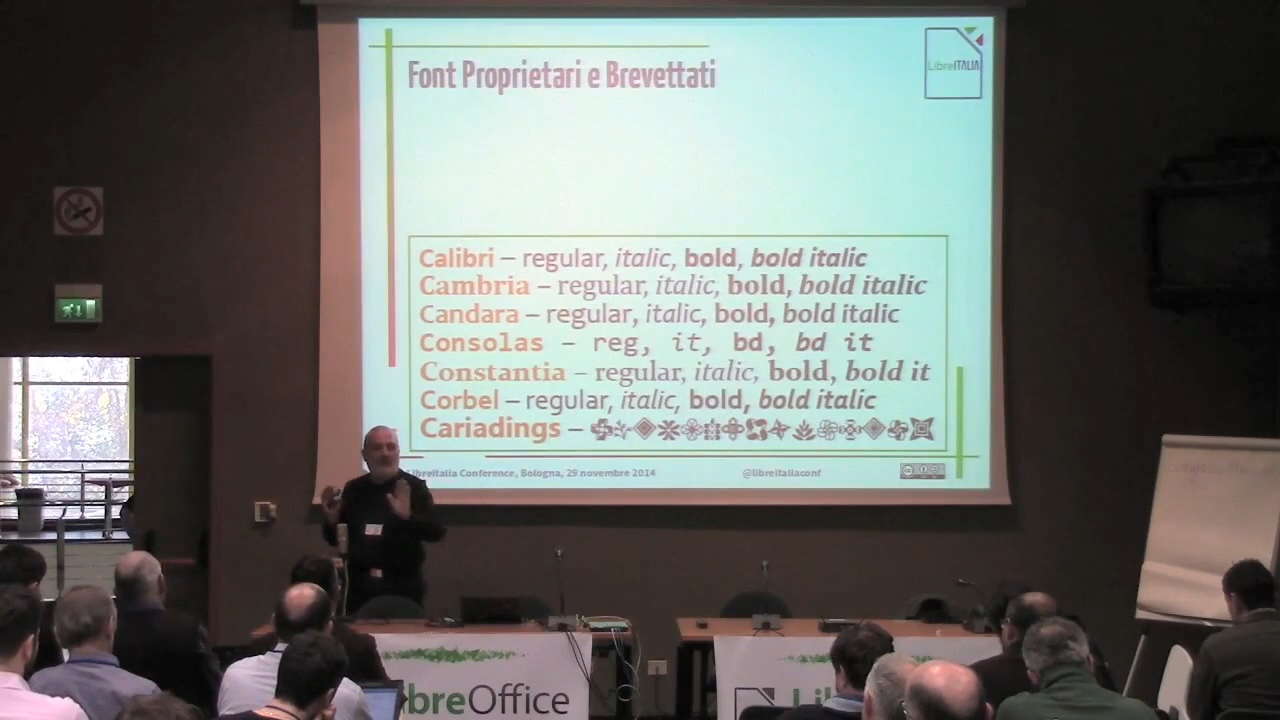 Font Proprietari e Brevettati
LibreITALIA
Calibri – regular, italic, bold, bold italic
Cambria – regular, italic, bold, bold italic
Candara – regular, italic, bold, bold italic
Consolas – reg, it, bd, bd it
Constantia – regular, italic, bold, bold it
Corbel – regular, italic, bold, bold italic
Cariadings –
LibreItalia Conference, Bologna, 29 novembre 2014
@libreitaliaconf
breOffice